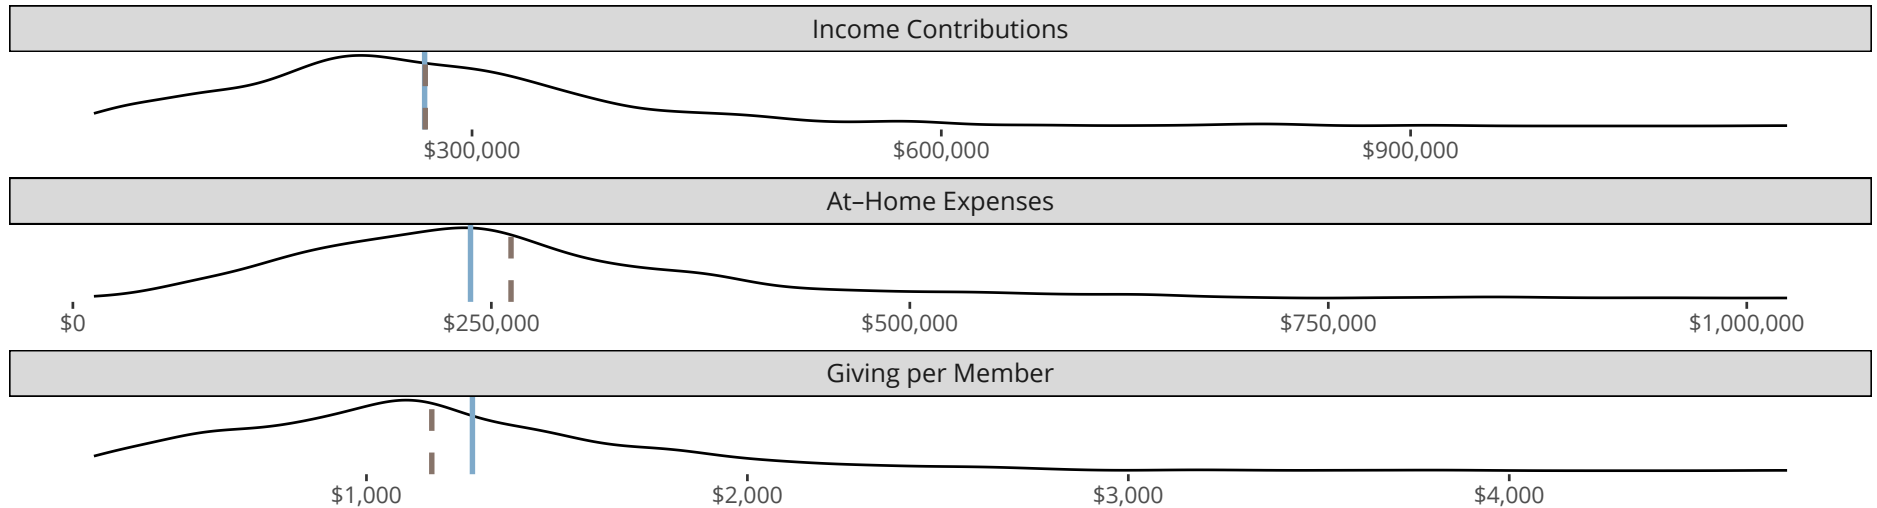 Income Contributions
$300,000 $600,000 $900,000
At–Home Expenses
$0 $250,000 $500,000 $750,000 $1,000,000
Giving per Member
$1,000 $2,000 $3,000 $4,000